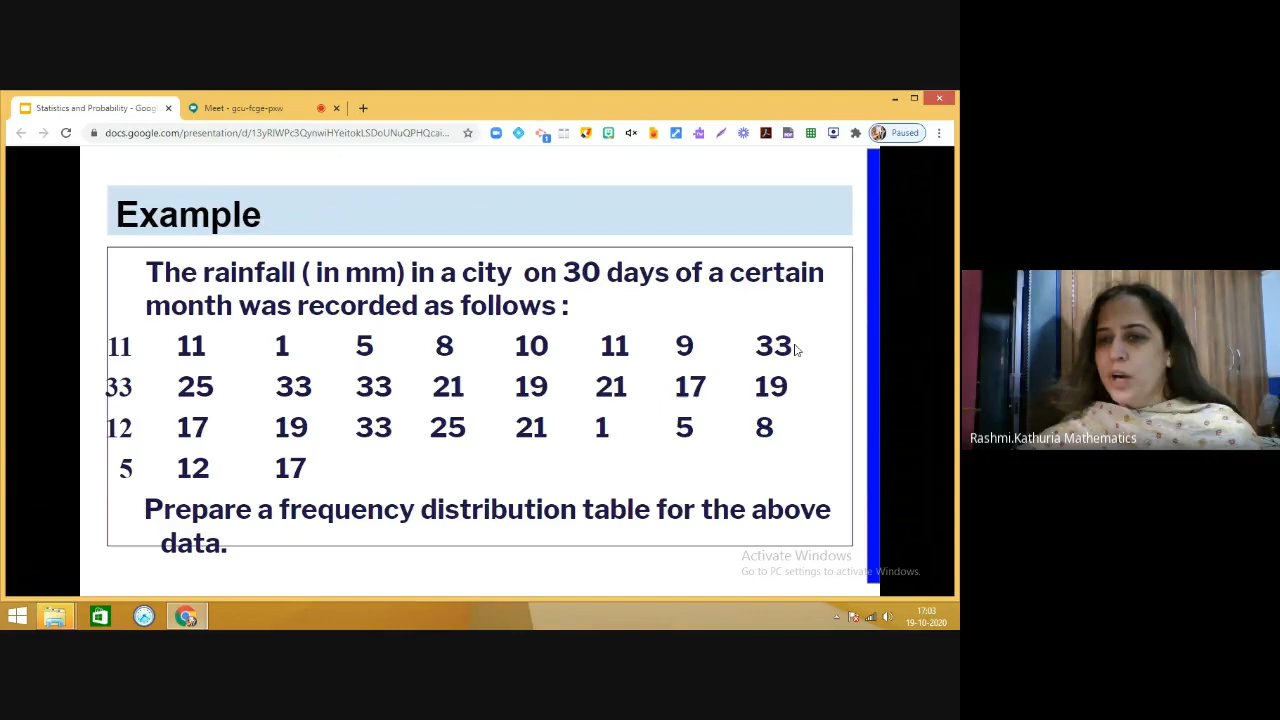 Statistics and Probability - Goog
Meet - gcu-fcge-pxw
docs.google.com/presentation/d/13yRIWPc3QynwiHYeitokLSDoUNuQPHQcai...
Paused
Example
The rainfall ( in mm) in a city on 30 days of a certain
month was recorded as follows :
11 11 1 5 8 10 11 9 33
33 25 33 33 21 19 21 17 19
12 17 19 33 25 21 1 5 8
5 12 17
Prepare a frequency distribution table for the above
data.
Activate Windows
Go to PC settings to activate Windows.
Rashmi.Kathuria Mathematics
17:03
19-10-2020